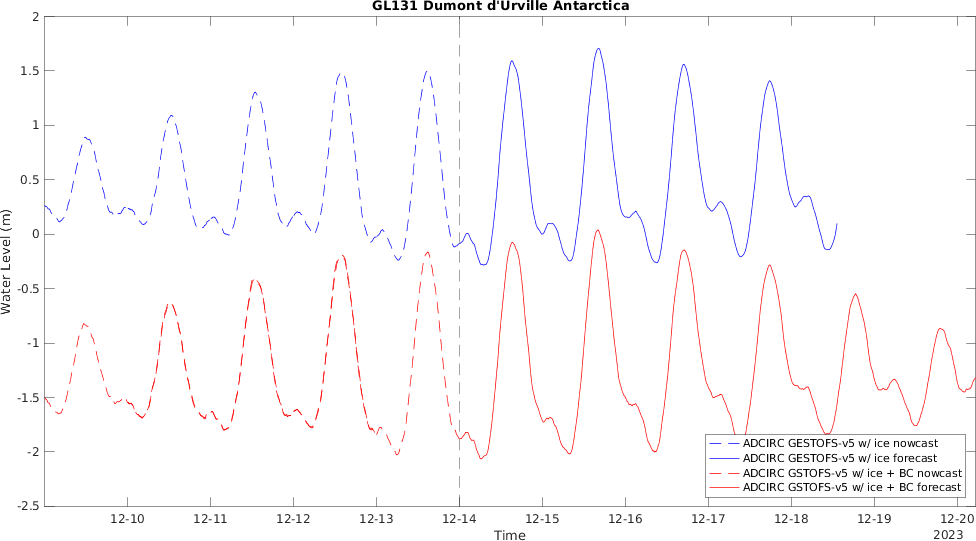 GL131 Dumont d'Urville Antarctica
Water Level (m)
2
1.5
1
0.5
0
-0.5
-1
-1.5
-2
-2.5
ADCIRC GESTOFS-v5 w/ ice nowcast
ADCIRC GESTOFS-v5 w/ ice forecast
ADCIRC GSTOFS-v5 w/ ice + BC nowcast
ADCIRC GSTOFS-v5 w/ ice + BC forecast
12-10 12-11 12-12 12-13 12-14 12-15 12-16 12-17 12-18 12-19 12-20
Time
2023